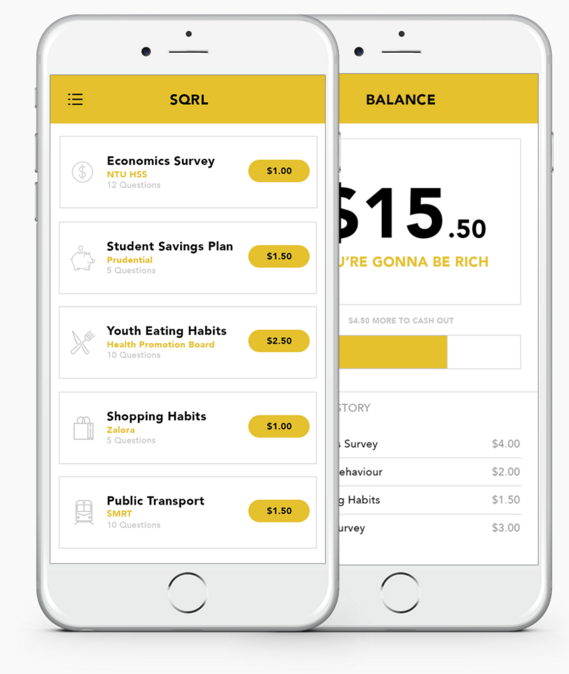 SQRL
Economics Survey
NTU HSS
12 Questions
$1.00
Student Savings Plan
Prudential
5 Questions
$1.50
Youth Eating Habits
Health Promotion Board
10 Questions
$2.50
Shopping Habits
Zalora
5 Questions
$1.00
Public Transport
SMRT
10 Questions
$1.50
BALANCE
$15.50
U'RE GONNA BE RICH
$4.50 MORE TO CASH OUT
STORY
Survey $4.00
ehaviour $2.00
g Habits $1.50
urvey $3.00